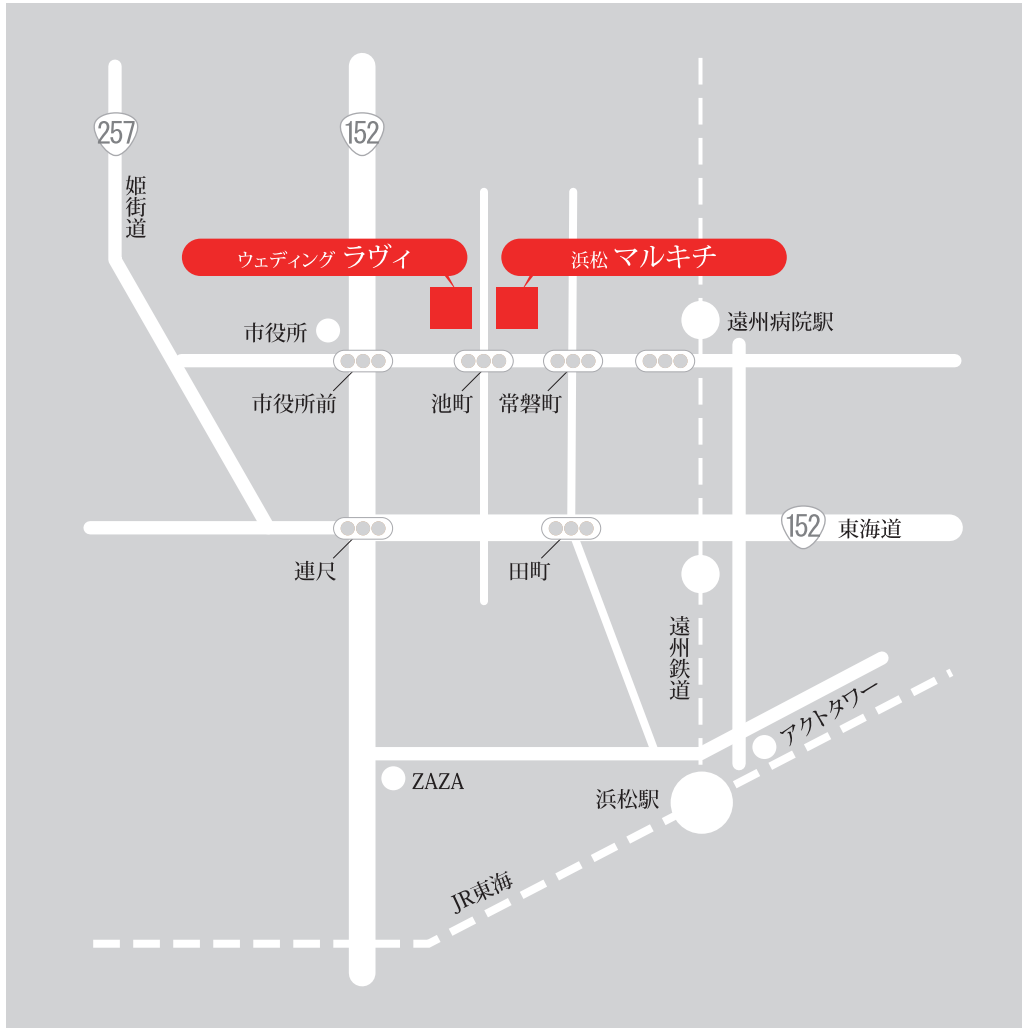 257
152
姫街道
ウェディング ラヴィ
浜松 マルキチ
市役所
遠州病院駅
市役所前
池町
常磐町
152
東海道
連尺
田町
遠州鉄道
アクトタワー
ZAZA
浜松駅
JR東海